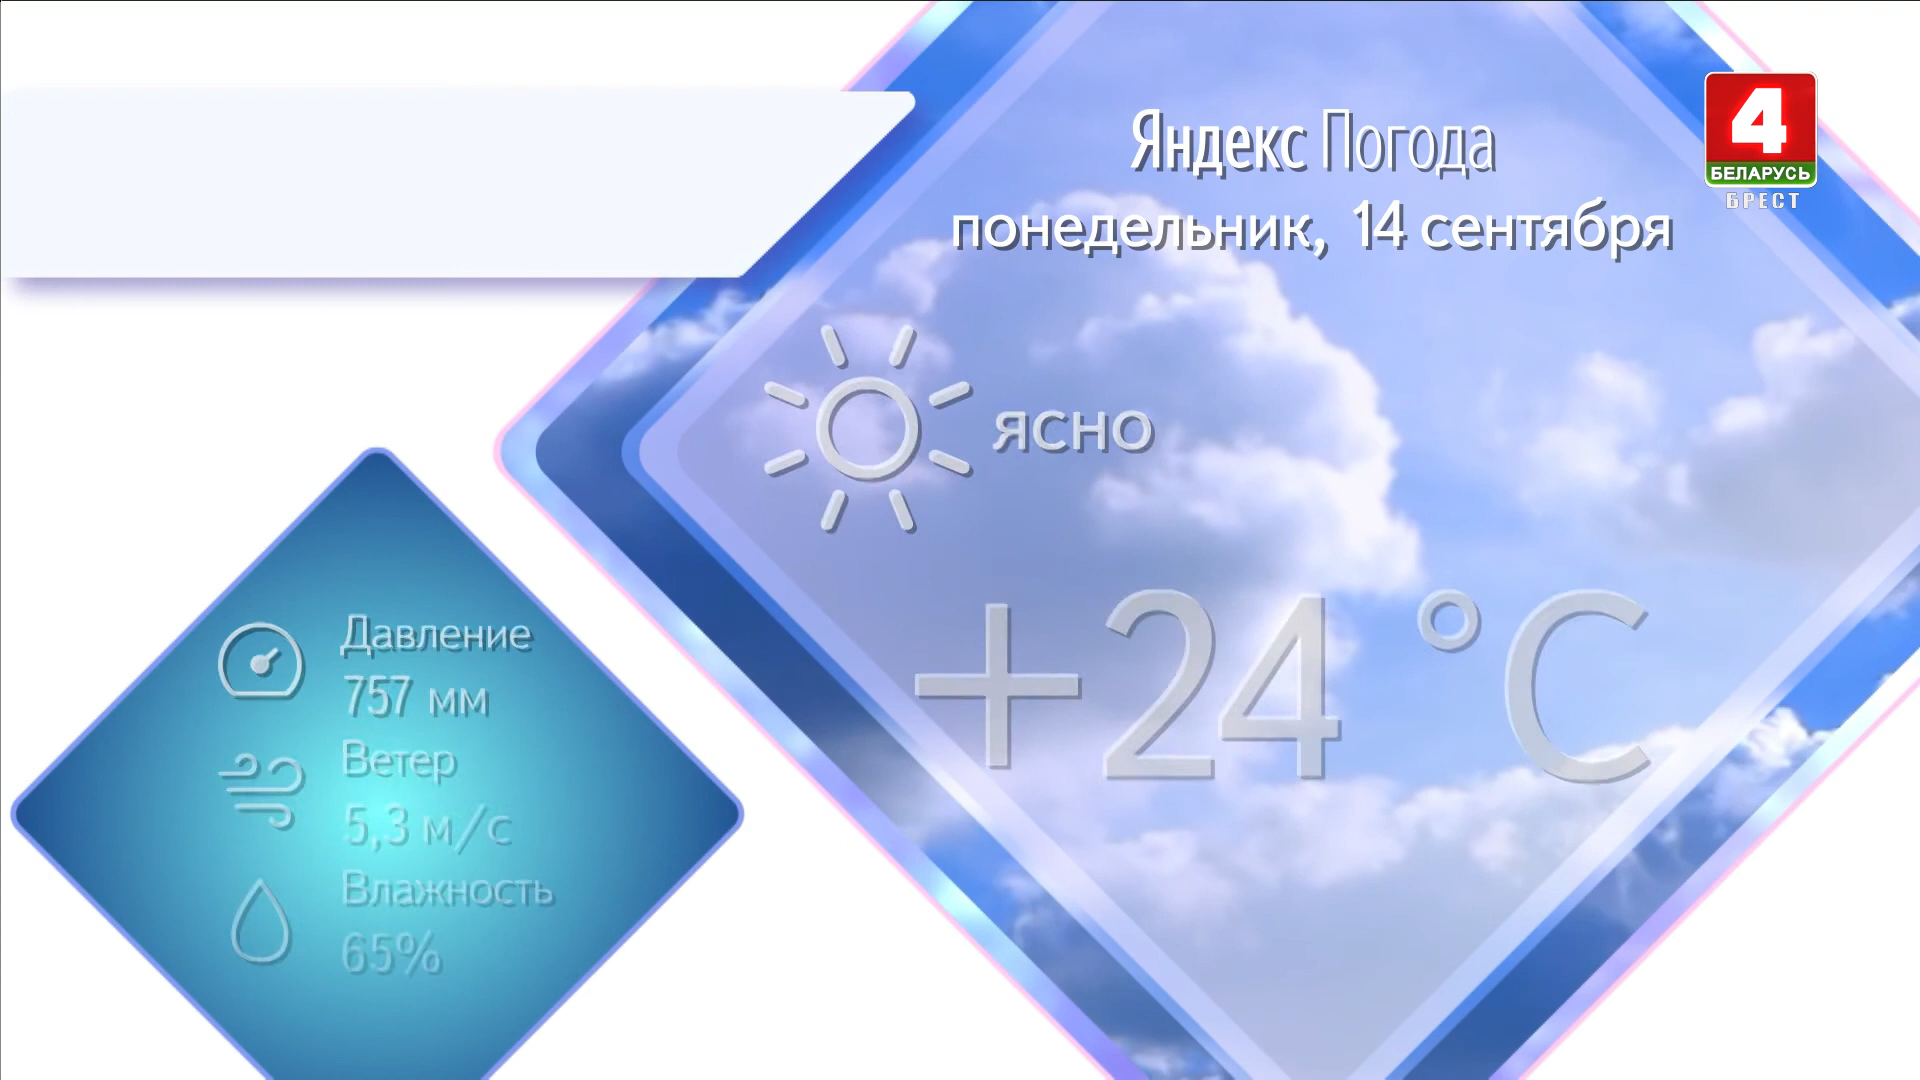 Яндекс Погода
4
БЕЛАРУСЬ
БРЕСТ
понедельник, 14 сентября
ясно
+24 °C
Давление
757 мм
Ветер
5,3 м/с
Влажность
65%